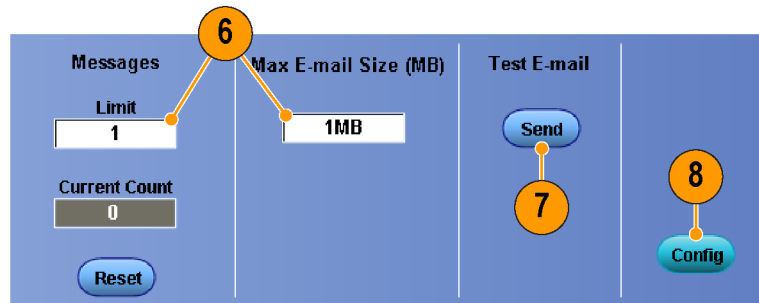 6
Messages
Max E-mail Size (MB)
Test E-mail
Limit
1
1MB
Send
Current Count
0
7
8
Reset
Config